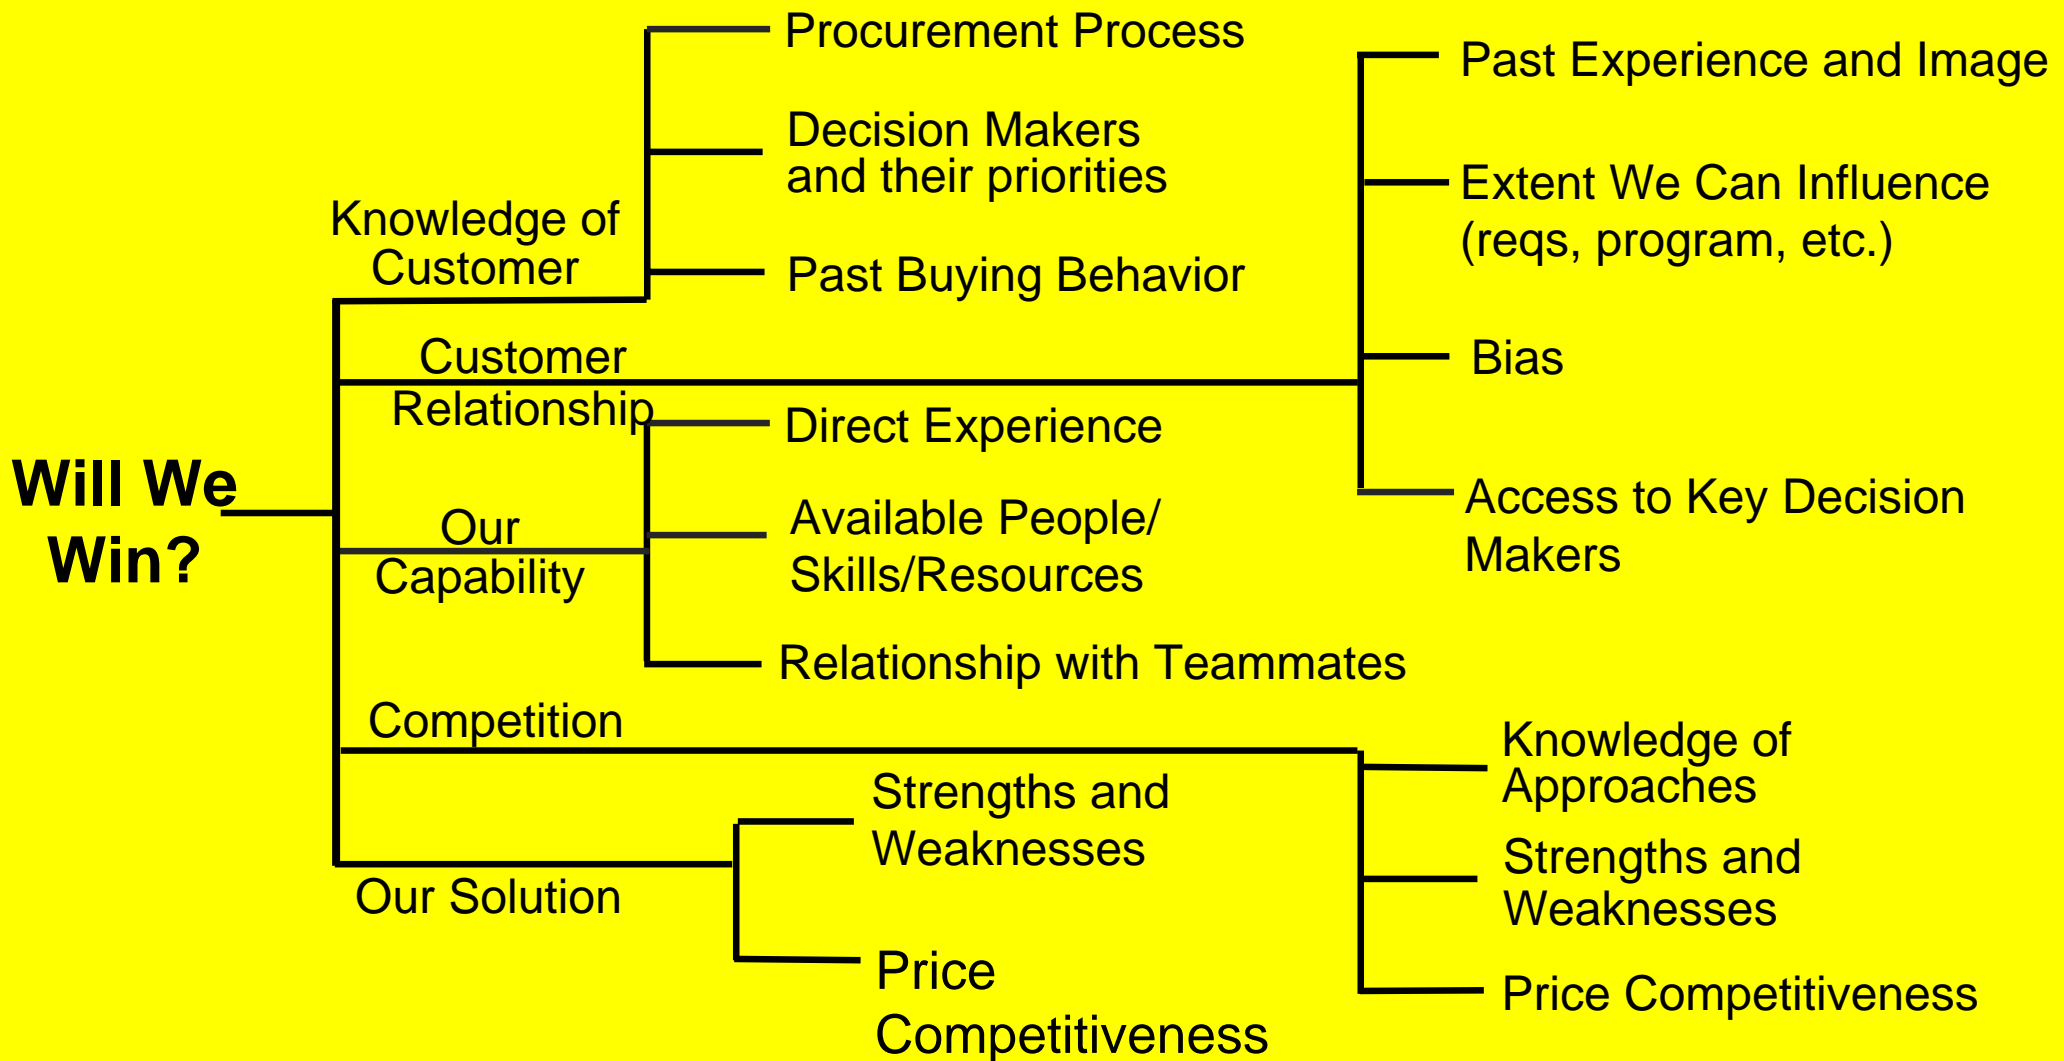 Will We
Win?
Knowledge of
Customer
Procurement Process
Decision Makers
and their priorities
Past Buying Behavior
Customer
Relationship
Past Experience and Image
Extent We Can Influence
(reqs, program, etc.)
Bias
Access to Key Decision
Makers
Our
Capability
Direct Experience
Available People/
Skills/Resources
Relationship with Teammates
Competition
Knowledge of
Approaches
Strengths and
Weaknesses
Price Competitiveness
Our Solution
Strengths and
Weaknesses
Price
Competitiveness